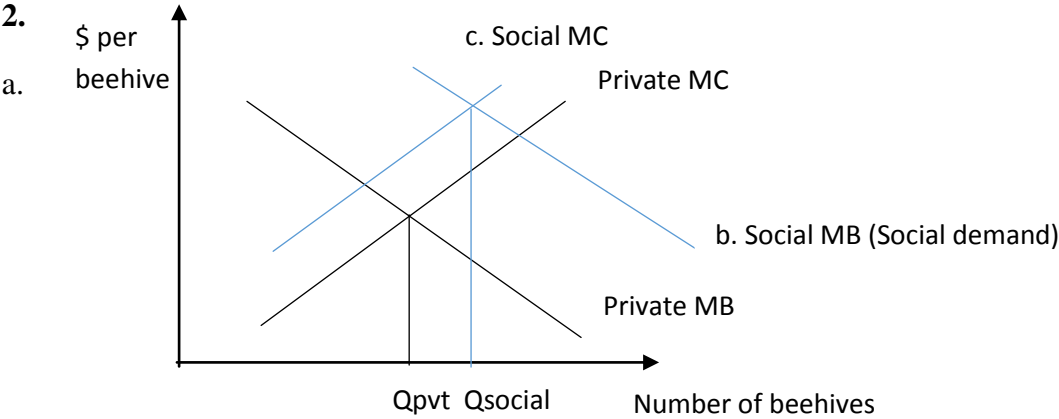 2.
$ per
beehive
a.
c. Social MC
Private MC
b. Social MB (Social demand)
Private MB
Qpvt Qsocial
Number of beehives